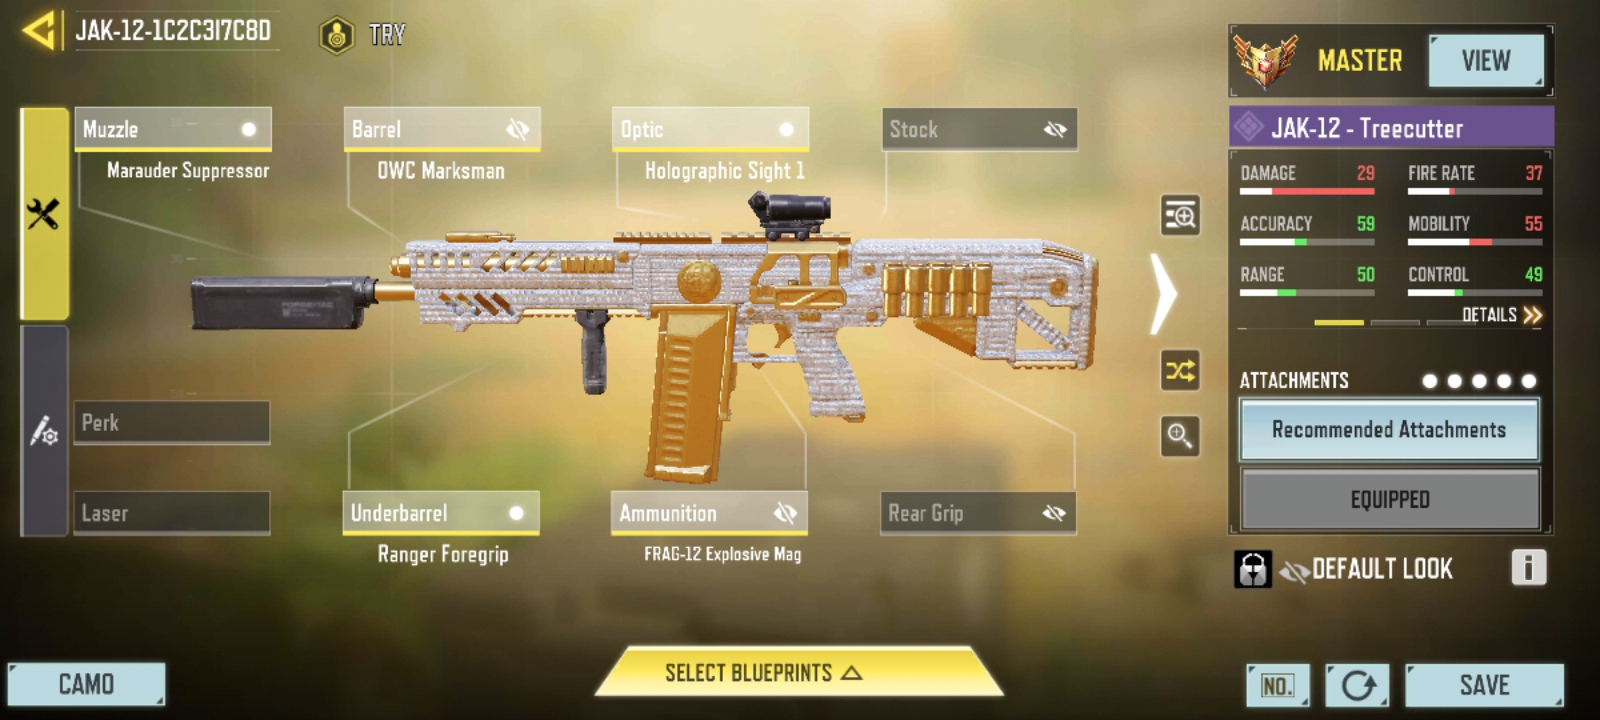 JAK-12-1C2C3I7C8D
TRY
MASTER
VIEW
Muzzle
Marauder Suppressor
Barrel
OWC Marksman
Optic
Holographic Sight 1
Stock
JAK-12 - Treecutter
DAMAGE 29
FIRE RATE 37
ACCURACY 59
MOBILITY 55
RANGE 50
CONTROL 49
DETAILS
ATTACHMENTS
Recommended Attachments
EQUIPPED
Perk
Laser
Underbarrel
Ranger Foregrip
Ammunition
FRAG-12 Explosive Mag
Rear Grip
DEFAULT LOOK
i
CAMO
SELECT BLUEPRINTS
NO.
SAVE